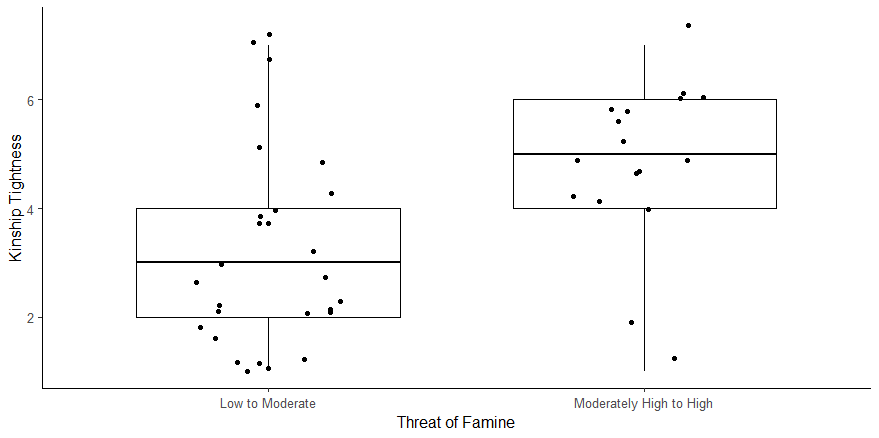 Kinship Tightness
6
4
2
Low to Moderate
Moderately High to High
Threat of Famine